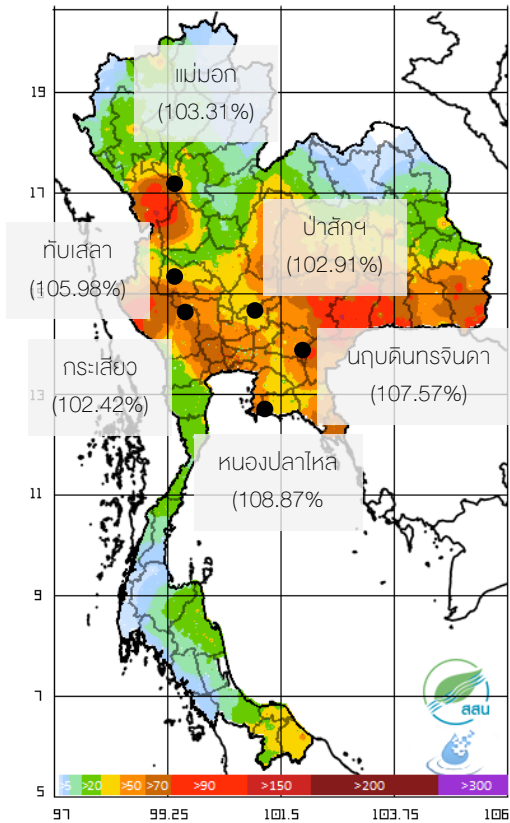 19
แม่มอก
(103.31%)
17
ป่าสักฯ
(102.91%)
ทับเสลา
(105.98%)
15
นฤบดินทรจินดา
(107.57%)
กระเสียว
(102.42%)
13
หนองปลาไหล
(108.87%
11
9
7
สสน
5
>5 >20 >50 >70 >90 >150 >200 >300
97 99.25 101.5 103.75 106